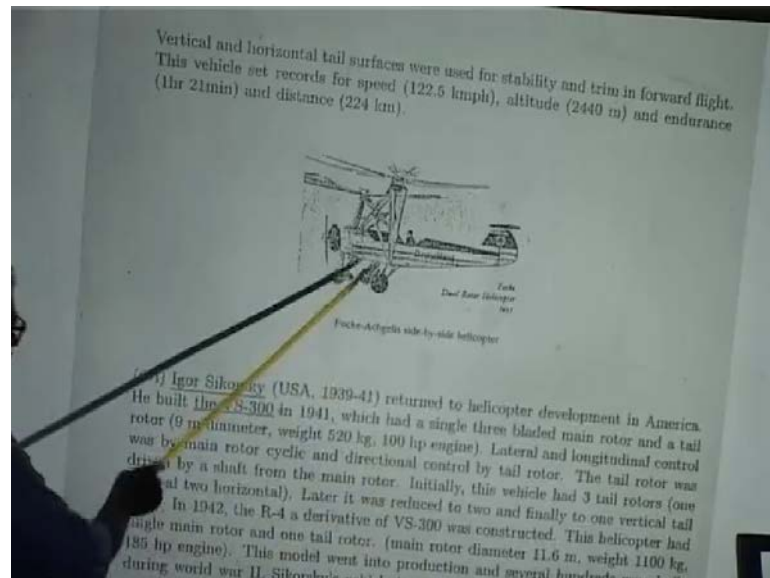 Vertical and horizontal tail surfaces were used for stability and trim in forward flight.
This vehicle set records for speed (122.5 kmph), altitude (2440 m) and endurance
(1hr 21min) and distance (224 km).
Focke
Dual Rotor Helicopter
1937
Focke-Achgelis side-by-side helicopter
Igor Sikorsky (USA, 1939-41) returned to helicopter development in America.
He built the VS-300 in 1941, which had a single three bladed main rotor and a tail
rotor (9 m diameter, weight 520 kg, 100 hp engine). Lateral and longitudinal control
was by main rotor cyclic and directional control by tail rotor. The tail rotor was
driven by a shaft from the main rotor. Initially, this vehicle had 3 tail rotors (one
two horizontal). Later it was reduced to two and finally to one vertical tail
In 1942, the R-4 a derivative of VS-300 was constructed. This helicopter had
single main rotor and one tail rotor. (main rotor diameter 11.6 m, weight 1100 kg,
185 hp engine). This model went into production and several
during world war II.